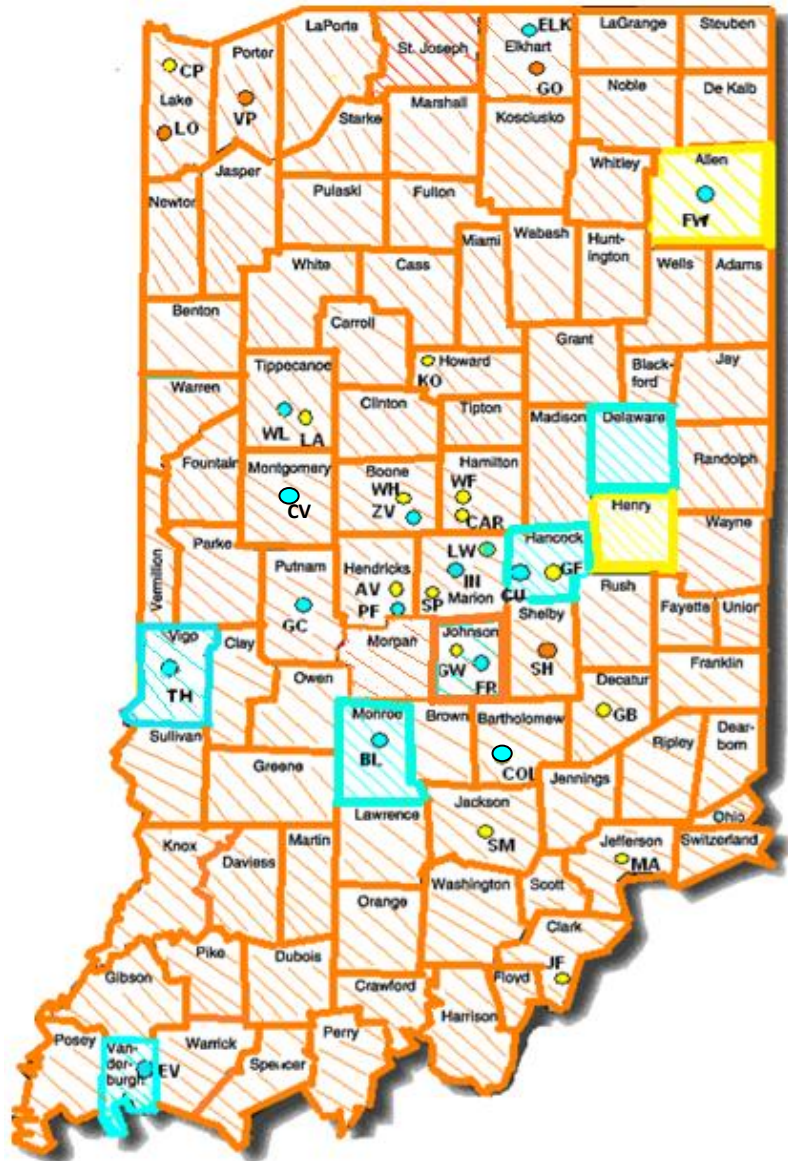 LaPorte
ELK
LaGrange
Steuben
Porter
St. Joseph
Elkhart
CP
GO
Lake
VP
Noble
De Kalb
LO
Marshall
Starke
Kosciusko
Allen
Whitley
Jasper
Pulaski
Fulton
Newton
FW
Miami
Wabash
Hunt-
ington
White
Cass
Wells
Adams
Benton
Carroll
Grant
Howard
Jay
Tippecanoe
KO
Black-
ford
Warren
Clinton
Tipton
Madison
Delaware
WL
LA
Fountain
Montgomery
Boone
Hamilton
Randolph
WH
WF
CV
ZV
CAR
Henry
Wayne
LW
Hancock
Parke
Putnam
Hendricks
Vermillion
AV
IN
GF
PF
SP
Marion
CU
Rush
Fayette
Union
GC
Shelby
Vigo
Clay
Morpan
Johnson
GW
SH
Franklin
TH
Owen
FR
Decatur
Monroe
Brown
Bartholomew
GB
Dear-
born
Sullivan
BL
Ripley
Greene
COL
Jennings
Jackson
Lawrence
Ohio
Knox
Martin
SM
Jefferson
Switzerland
Daviess
MA
Washington
Scott
Orange
Clark
Pike
Dubois
JF
Gibson
Crawford
Floyd
Harrison
Posey
Van-
der-
burgh
EV
Warrick
Perry
Spencer